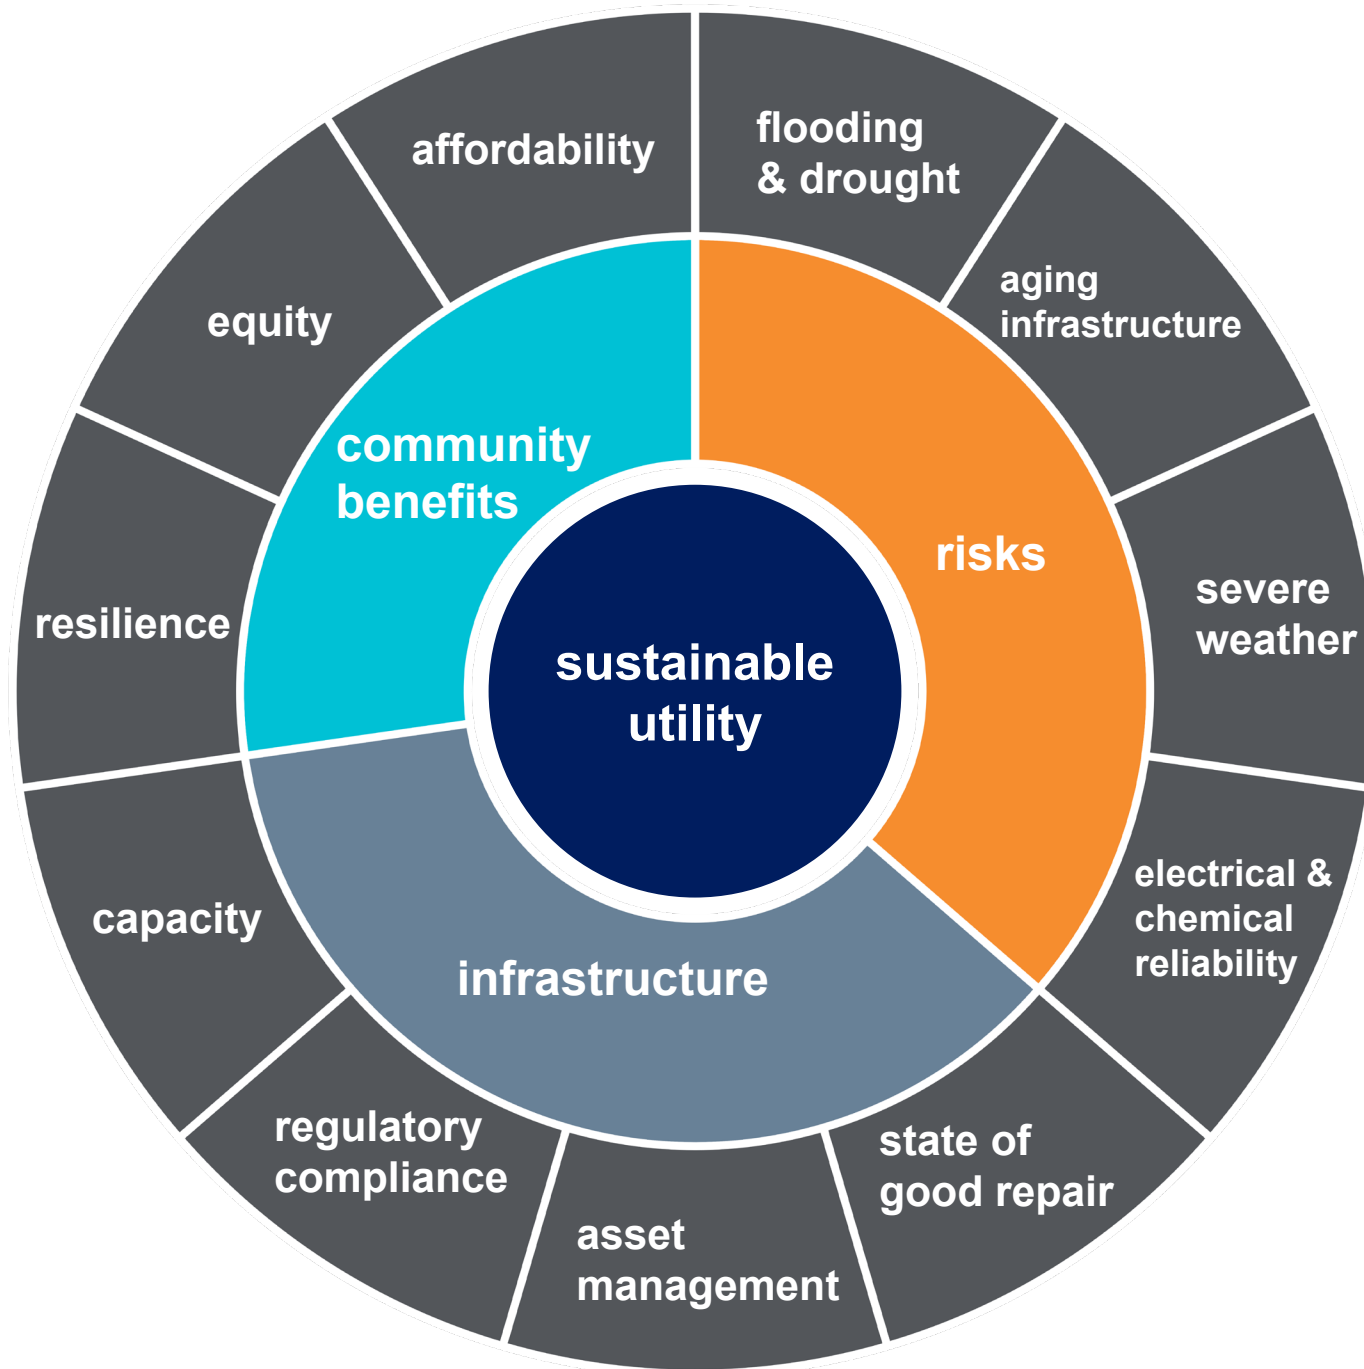 affordability
flooding
& drought
aging
infrastructure
equity
community
benefits
risks
severe
weather
resilience
sustainable
utility
electrical &
chemical
reliability
capacity
infrastructure
regulatory
compliance
state of
good repair
asset
management